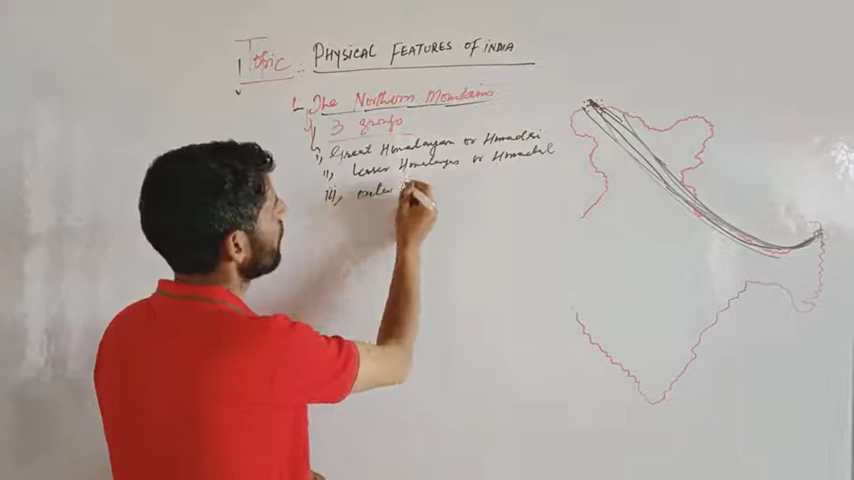 Topic :- PHYSICAL FEATURES OF INDIA
The Northern Mountains
3 groups
i, Great Himalayan or Himadri
ii, Lesser Himalayas or Himachal
iii, outer